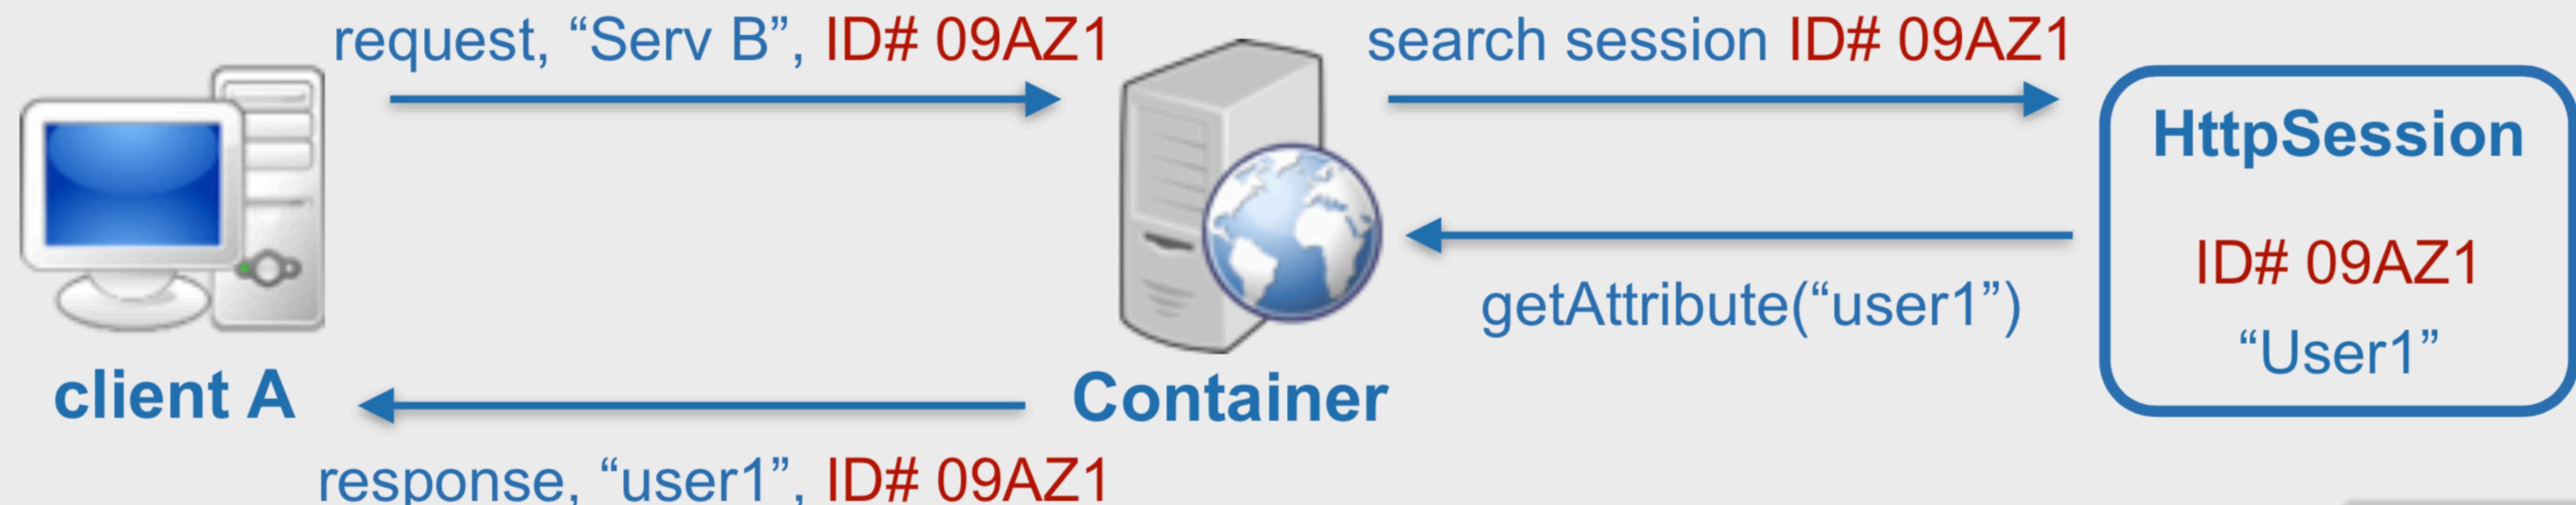 request, “Serv B”, ID# 09AZ1
search session ID# 09AZ1
HttpSession
ID# 09AZ1
“User1”
getAttribute(“user1”)
client A
Container
response, “user1”, ID# 09AZ1